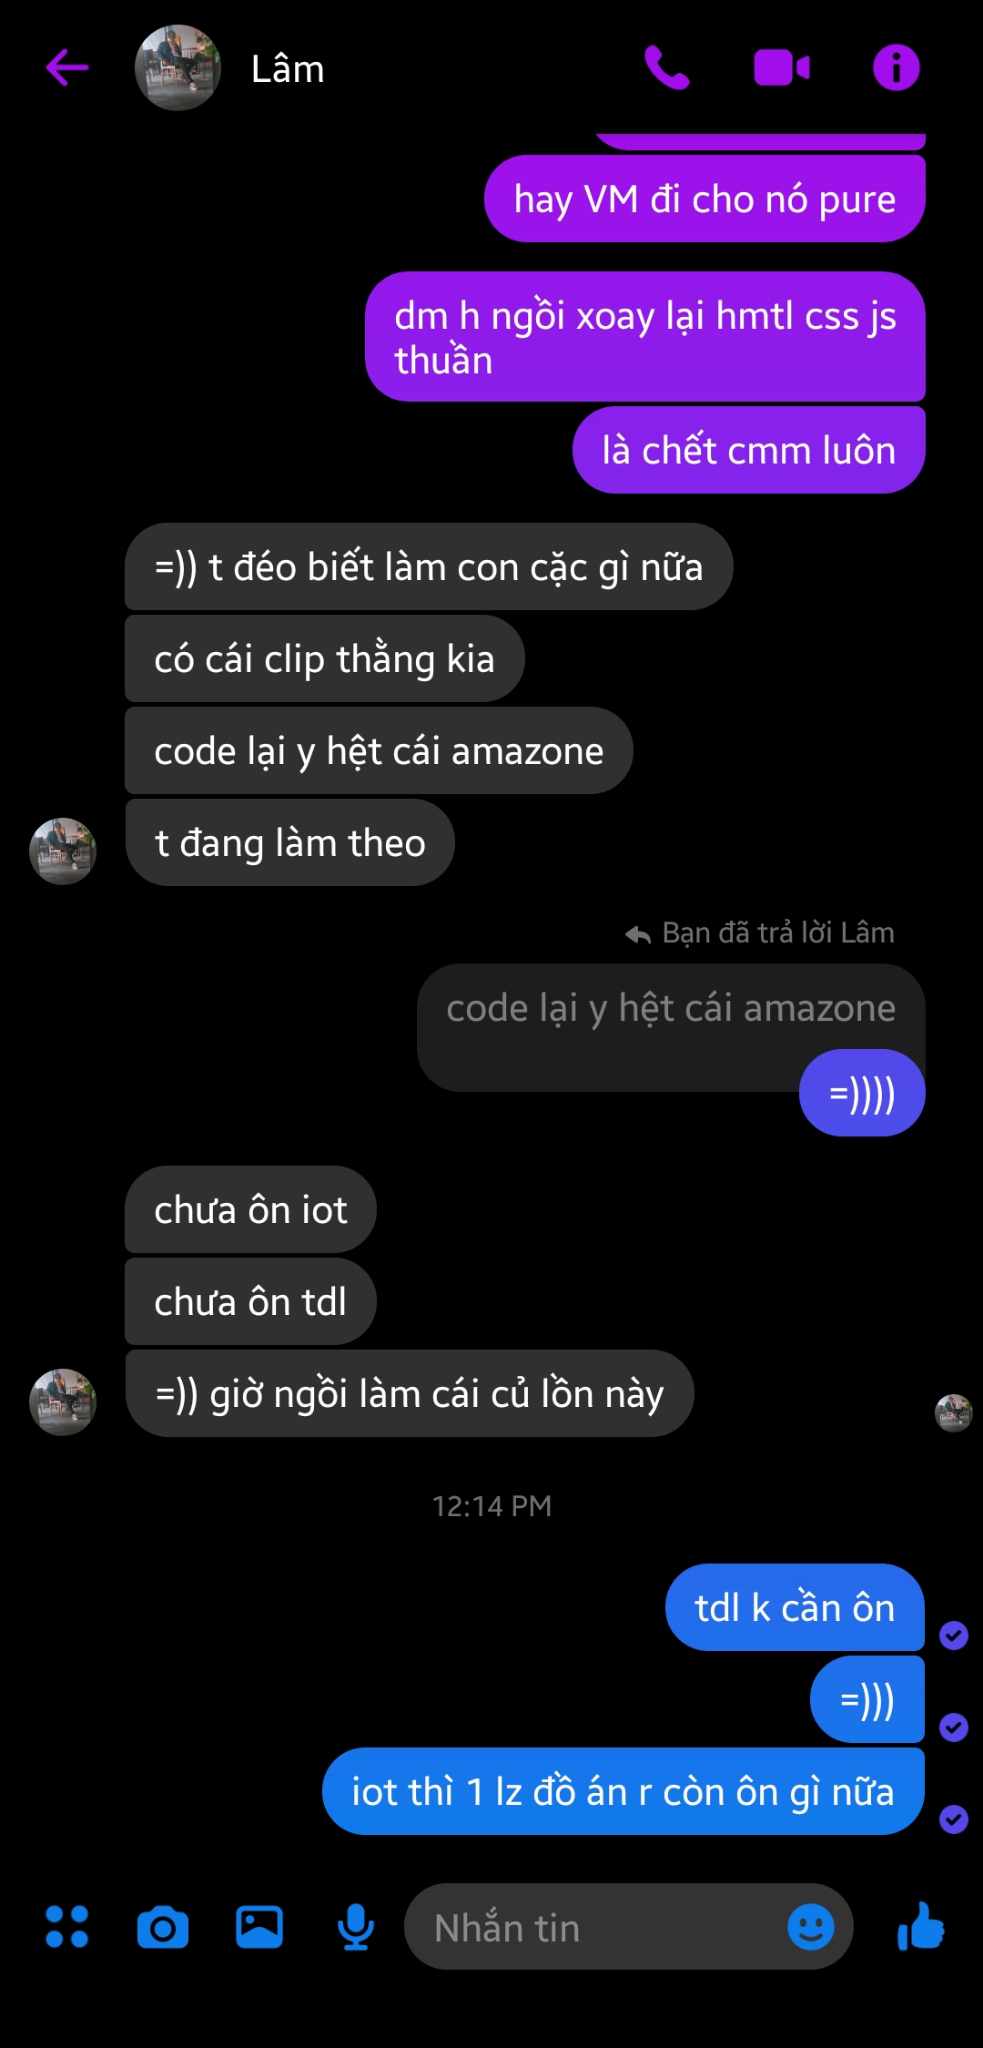 Lâm
hay VM đi cho nó pure
dm h ngồi xoay lại hmtl css js
thuần
là chết cmm luôn
=)) t đéo biết làm con cặc gì nữa
có cái clip thằng kia
code lại y hệt cái amazone
t đang làm theo
Bạn đã trả lời Lâm
code lại y hệt cái amazone
=))))
chưa ôn iot
chưa ôn tdl
=)) giờ ngồi làm cái củ lồn này
12:14 PM
tdl k cần ôn
=)))
iot thì 1 lz đồ án r còn ôn gì nữa
Nhắn tin